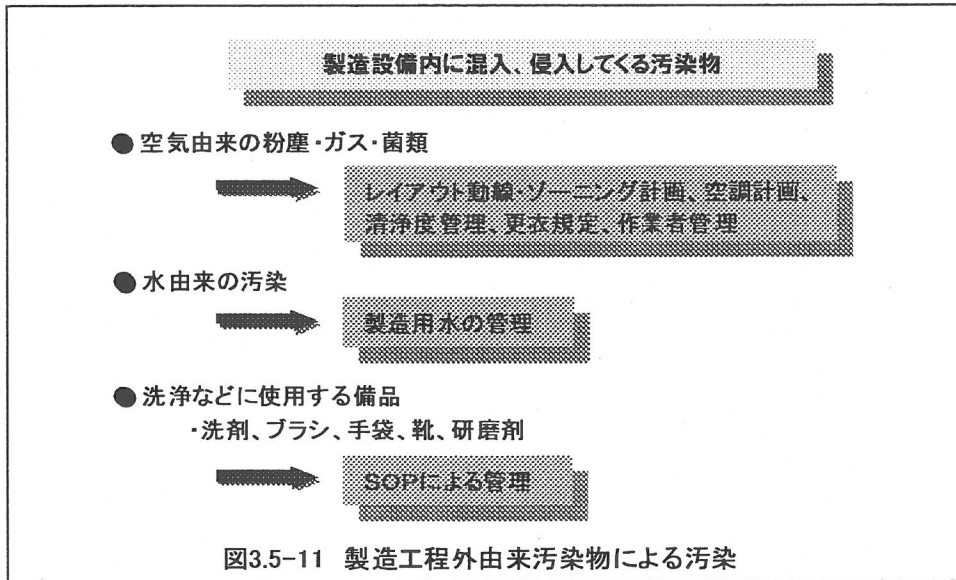 製造設備内に混入、侵入してくる汚染物
●空気由来の粉塵・ガス・菌類
レイアウト動線・ゾーニング計画、空調計画、
清浄度管理、更衣規定、作業者管理
●水由来の汚染
製造用水の管理
●洗浄などに使用する備品
・洗剤、ブラシ、手袋、靴、研磨剤
SOPによる管理
図3.5-11 製造工程外由来汚染物による汚染